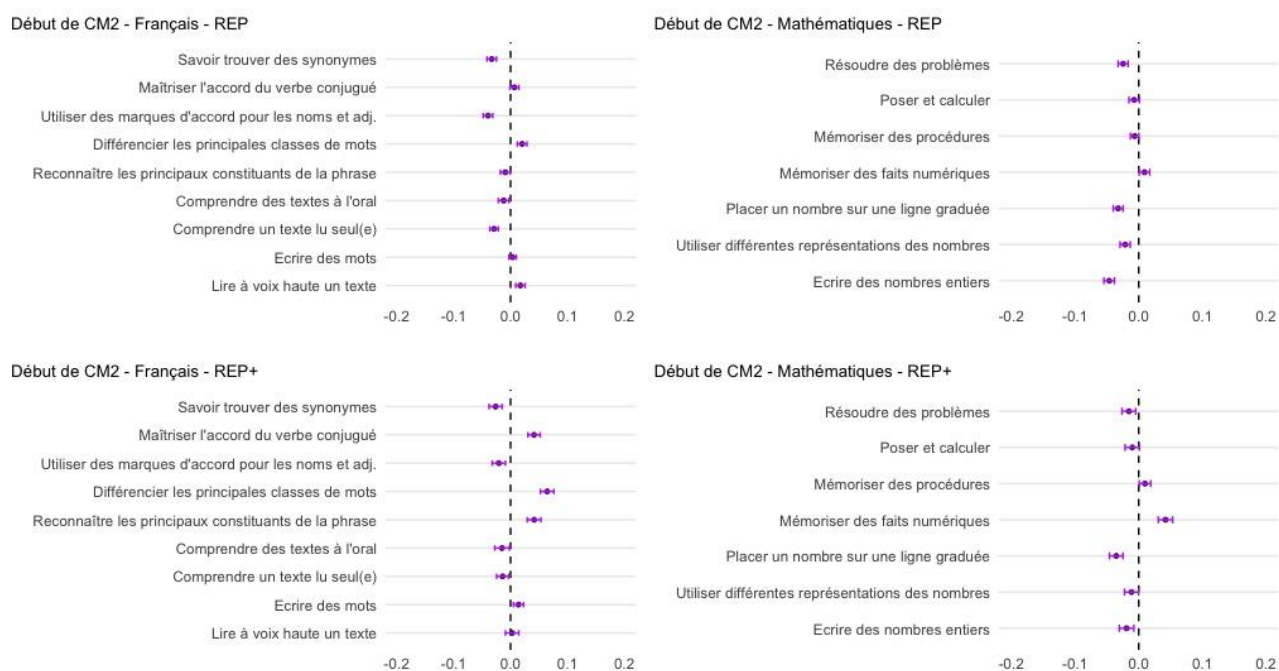 Début de CM2 - Français - REP
Savoir trouver des synonymes
Maîtriser l'accord du verbe conjugué
Utiliser des marques d'accord pour les noms et adj.
Différencier les principales classes de mots
Reconnaître les principaux constituants de la phrase
Comprendre des textes à l'oral
Comprendre un texte lu seul(e)
Ecrire des mots
Lire à voix haute un texte
-0.2 -0.1 0.0 0.1 0.2
Début de CM2 - Mathématiques - REP
Résoudre des problèmes
Poser et calculer
Mémoriser des procédures
Mémoriser des faits numériques
Placer un nombre sur une ligne graduée
Utiliser différentes représentations des nombres
Ecrire des nombres entiers
-0.2 -0.1 0.0 0.1 0.2
Début de CM2 - Français - REP+
Savoir trouver des synonymes
Maîtriser l'accord du verbe conjugué
Utiliser des marques d'accord pour les noms et adj.
Différencier les principales classes de mots
Reconnaître les principaux constituants de la phrase
Comprendre des textes à l'oral
Comprendre un texte lu seul(e)
Ecrire des mots
Lire à voix haute un texte
-0.2 -0.1 0.0 0.1 0.2
Début de CM2 - Mathématiques - REP+
Résoudre des problèmes
Poser et calculer
Mémoriser des procédures
Mémoriser des faits numériques
Placer un nombre sur une ligne graduée
Utiliser différentes représentations des nombres
Ecrire des nombres entiers
-0.2 -0.1 0.0 0.1 0.2